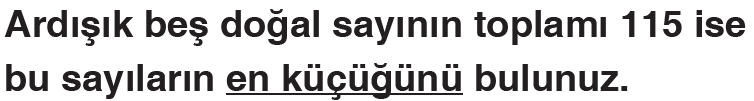 Ardışık beş doğal sayının toplamı 115 ise
bu sayıların en küçüğünü bulunuz.